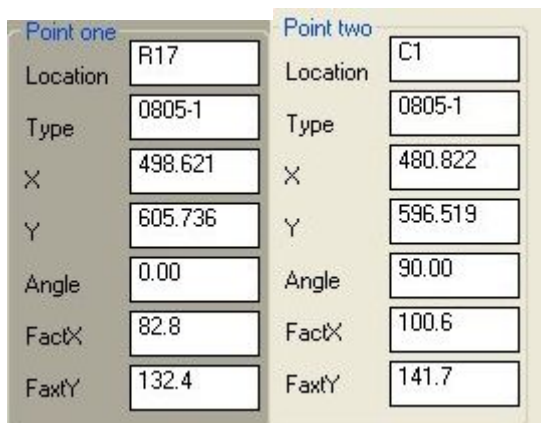 Point one
Location R17
Type 0805-1
X 498.621
Y 605.736
Angle 0.00
FactX 82.8
FaxtY 132.4
Point two
Location C1
Type 0805-1
X 480.822
Y 596.519
Angle 90.00
FactX 100.6
FaxtY 141.7